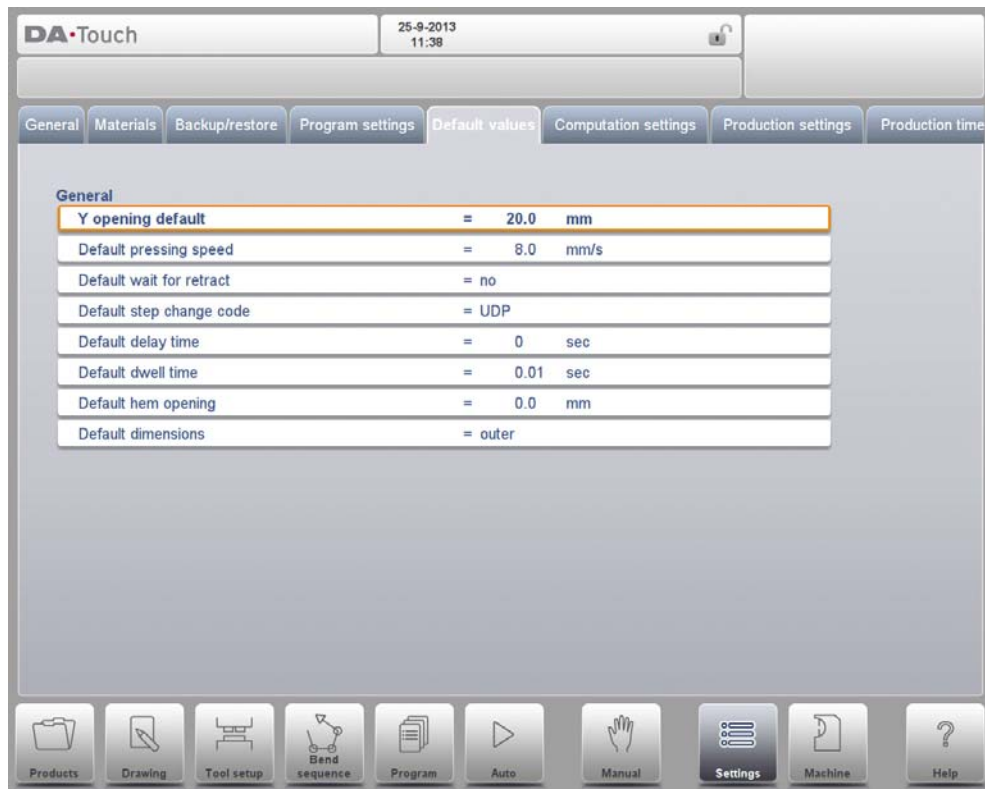 DA·Touch
25-9-2013
11:38
General Materials Backup/restore Program settings Default values Computation settings Production settings Production time
General
Y opening default = 20.0 mm
Default pressing speed = 8.0 mm/s
Default wait for retract = no
Default step change code = UDP
Default delay time = 0 sec
Default dwell time = 0.01 sec
Default hem opening = 0.0 mm
Default dimensions = outer
Products Drawing Tool setup Bend sequence Program Auto Manual Settings Machine Help